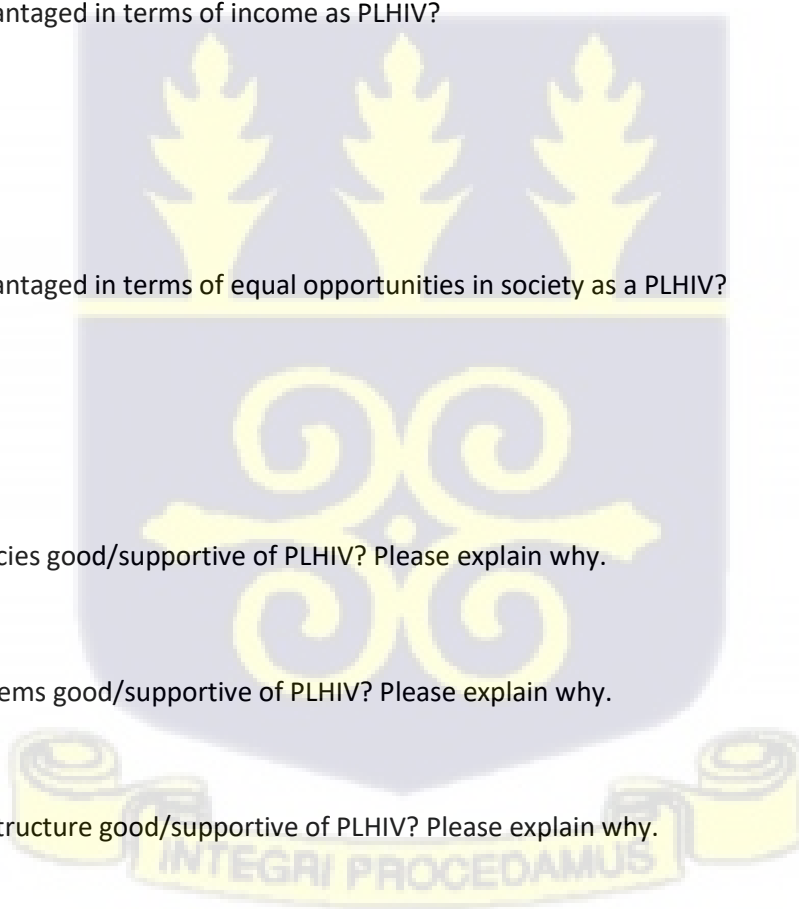 antaged in terms of income as PLHIV?
antaged in terms of equal opportunities in society as a PLHIV?
cies good/supportive of PLHIV? Please explain why.
ems good/supportive of PLHIV? Please explain why.
tructure good/supportive of PLHIV? Please explain why.
INTEGRI PROCEDAMUS